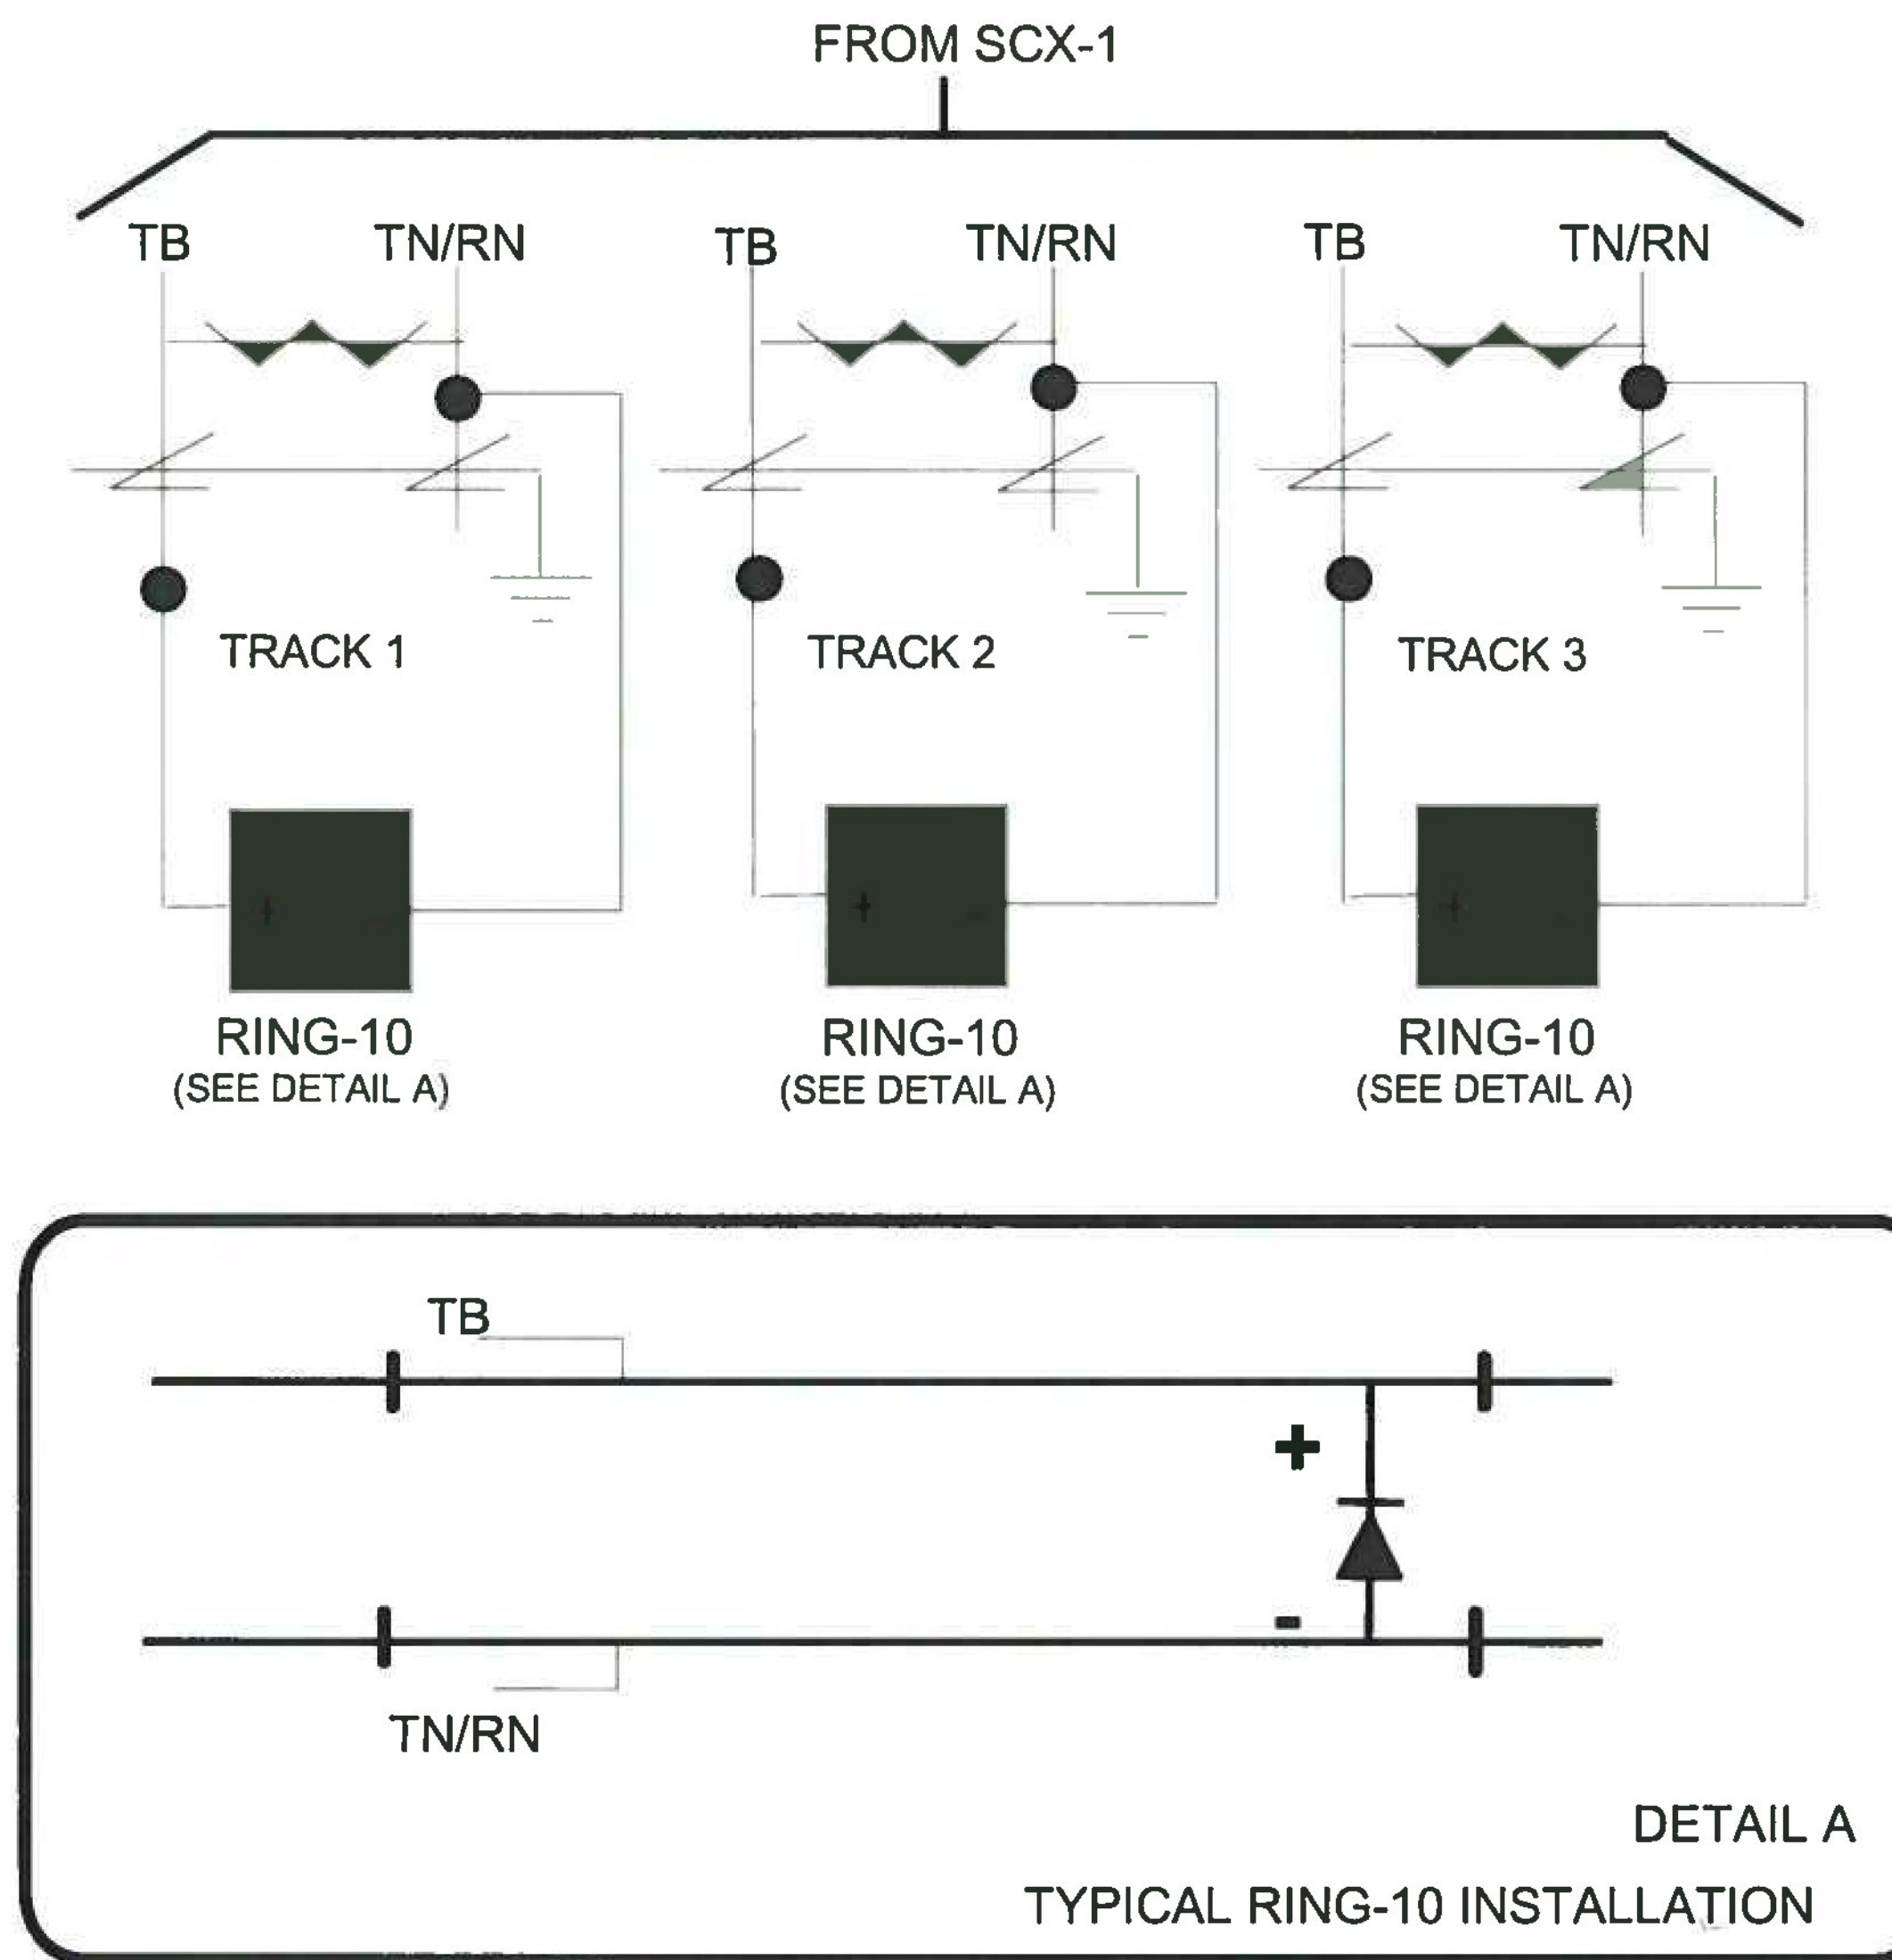 FROM SCX-1
TB TN/RN TB TN/RN TB TN/RN
TRACK 1 TRACK 2 TRACK 3
+ - + - +
RING-10 RING-10 RING-10
(SEE DETAIL A) (SEE DETAIL A) (SEE DETAIL A)
TB
+
-
TN/RN
DETAIL A
TYPICAL RING-10 INSTALLATION